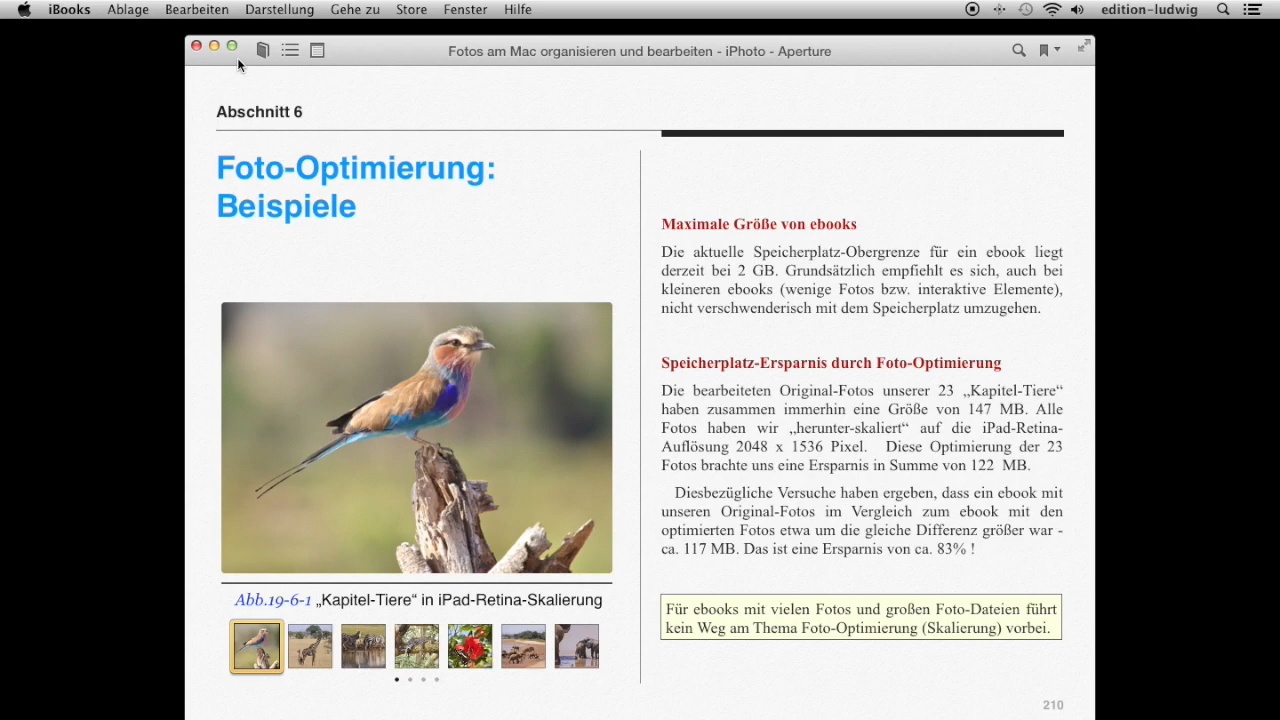 iBooks Ablage Bearbeiten Darstellung Gehe zu Store Fenster Hilfe edition-ludwig
Fotos am Mac organisieren und bearbeiten - iPhoto - Aperture
Abschnitt 6
Foto-Optimierung:
Beispiele
Abb.19-6-1 „Kapitel-Tiere“ in iPad-Retina-Skalierung
Maximale Größe von ebooks
Die aktuelle Speicherplatz-Obergrenze für ein ebook liegt
derzeit bei 2 GB. Grundsätzlich empfiehlt es sich, auch bei
kleineren ebooks (wenige Fotos bzw. interaktive Elemente),
nicht verschwenderisch mit dem Speicherplatz umzugehen.
Speicherplatz-Ersparnis durch Foto-Optimierung
Die bearbeiteten Original-Fotos unserer 23 „Kapitel-Tiere“
haben zusammen immerhin eine Größe von 147 MB. Alle
Fotos haben wir „herunter-skaliert“ auf die iPad-Retina-
Auflösung 2048 x 1536 Pixel. Diese Optimierung der 23
Fotos brachte uns eine Ersparnis in Summe von 122 MB.
Diesbezügliche Versuche haben ergeben, dass ein ebook mit
unseren Original-Fotos im Vergleich zum ebook mit den
optimierten Fotos etwa um die gleiche Differenz größer war -
ca. 117 MB. Das ist eine Ersparnis von ca. 83% !
Für ebooks mit vielen Fotos und großen Foto-Dateien führt
kein Weg am Thema Foto-Optimierung (Skalierung) vorbei.
210